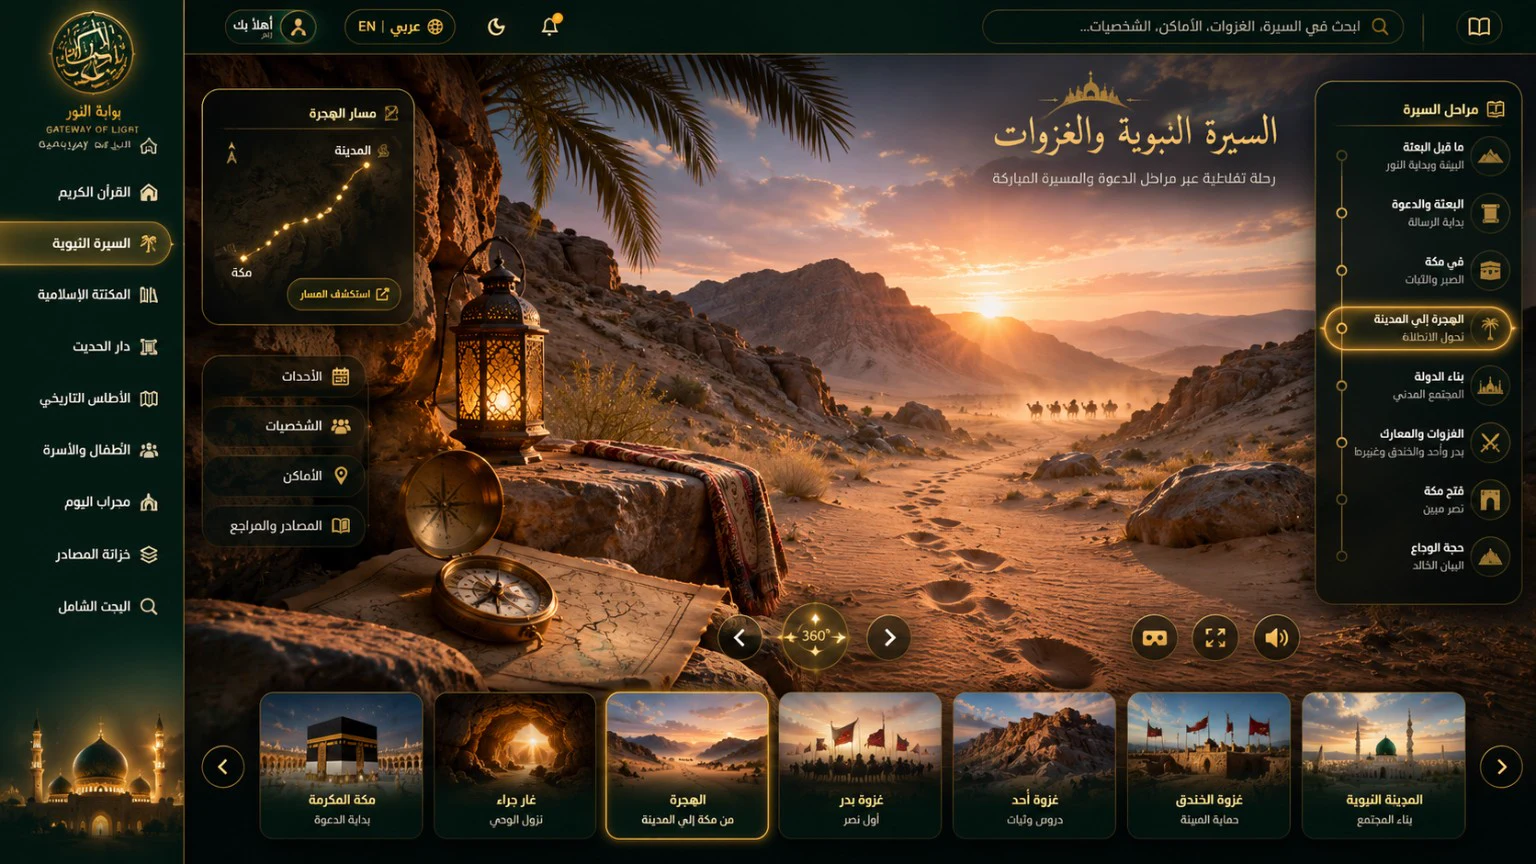 ابحث في السيرة، الغزوات، الأماكن، الشخصيات...
عربي | EN
أهلاً بك
بوابة النور
GATEWAY OF LIGHT
القرآن الكريم
السيرة النبوية
المكتبة الإسلامية
دار الحديث
الأطلس التاريخي
الأطفال والأسرة
محراب اليوم
خزانة المصادر
البحث الشامل
السيرة النبوية والغزوات
رحلة تفاعلية عبر مراحل الدعوة والمسيرة المباركة
مراحل السيرة
ما قبل البعثة
البيئة وبداية النور
البعثة والدعوة
بداية الرسالة
في مكة
الصبر والثبات
الهجرة إلى المدينة
تحول الانطلاقة
بناء الدولة
المجتمع المدني
الغزوات والمعارك
بدر وأحد والخندق وغيرها
فتح مكة
نصر مبين
حجة الوداع
البيان الخالد
مسار الهجرة
المدينة
مكة
استكشف المسار
الأحداث
الشخصيات
الأماكن
المصادر والمراجع
360°
المدينة النبوية
بناء المجتمع
غزوة الخندق
حماية المدينة
غزوة أُحد
دروس وثبات
غزوة بدر
أول نصر
الهجرة
من مكة إلى المدينة
غار حراء
نزول الوحي
مكة المكرمة
بداية الدعوة